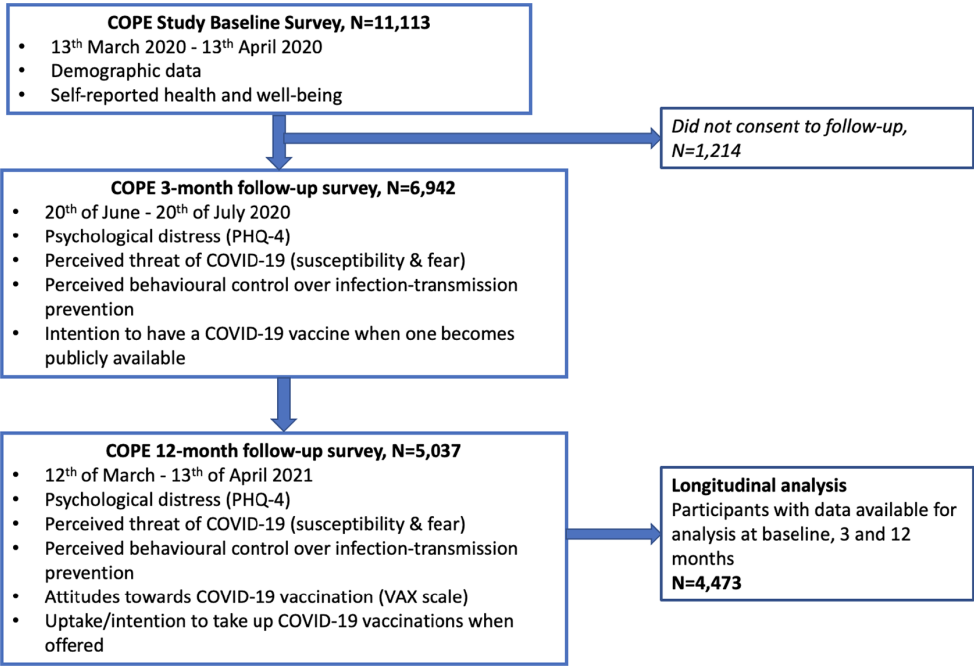 COPE Study Baseline Survey, N=11,113
• 13th March 2020 - 13th April 2020
• Demographic data
• Self-reported health and well-being
Did not consent to follow-up,
N=1,214
COPE 3-month follow-up survey, N=6,942
• 20th of June - 20th of July 2020
• Psychological distress (PHQ-4)
• Perceived threat of COVID-19 (susceptibility & fear)
• Perceived behavioural control over infection-transmission
prevention
• Intention to have a COVID-19 vaccine when one becomes
publicly available
COPE 12-month follow-up survey, N=5,037
• 12th of March - 13th of April 2021
• Psychological distress (PHQ-4)
• Perceived threat of COVID-19 (susceptibility & fear)
• Perceived behavioural control over infection-transmission
prevention
• Attitudes towards COVID-19 vaccination (VAX scale)
• Uptake/intention to take up COVID-19 vaccinations when
offered
Longitudinal analysis
Participants with data available for
analysis at baseline, 3 and 12
months
N=4,473